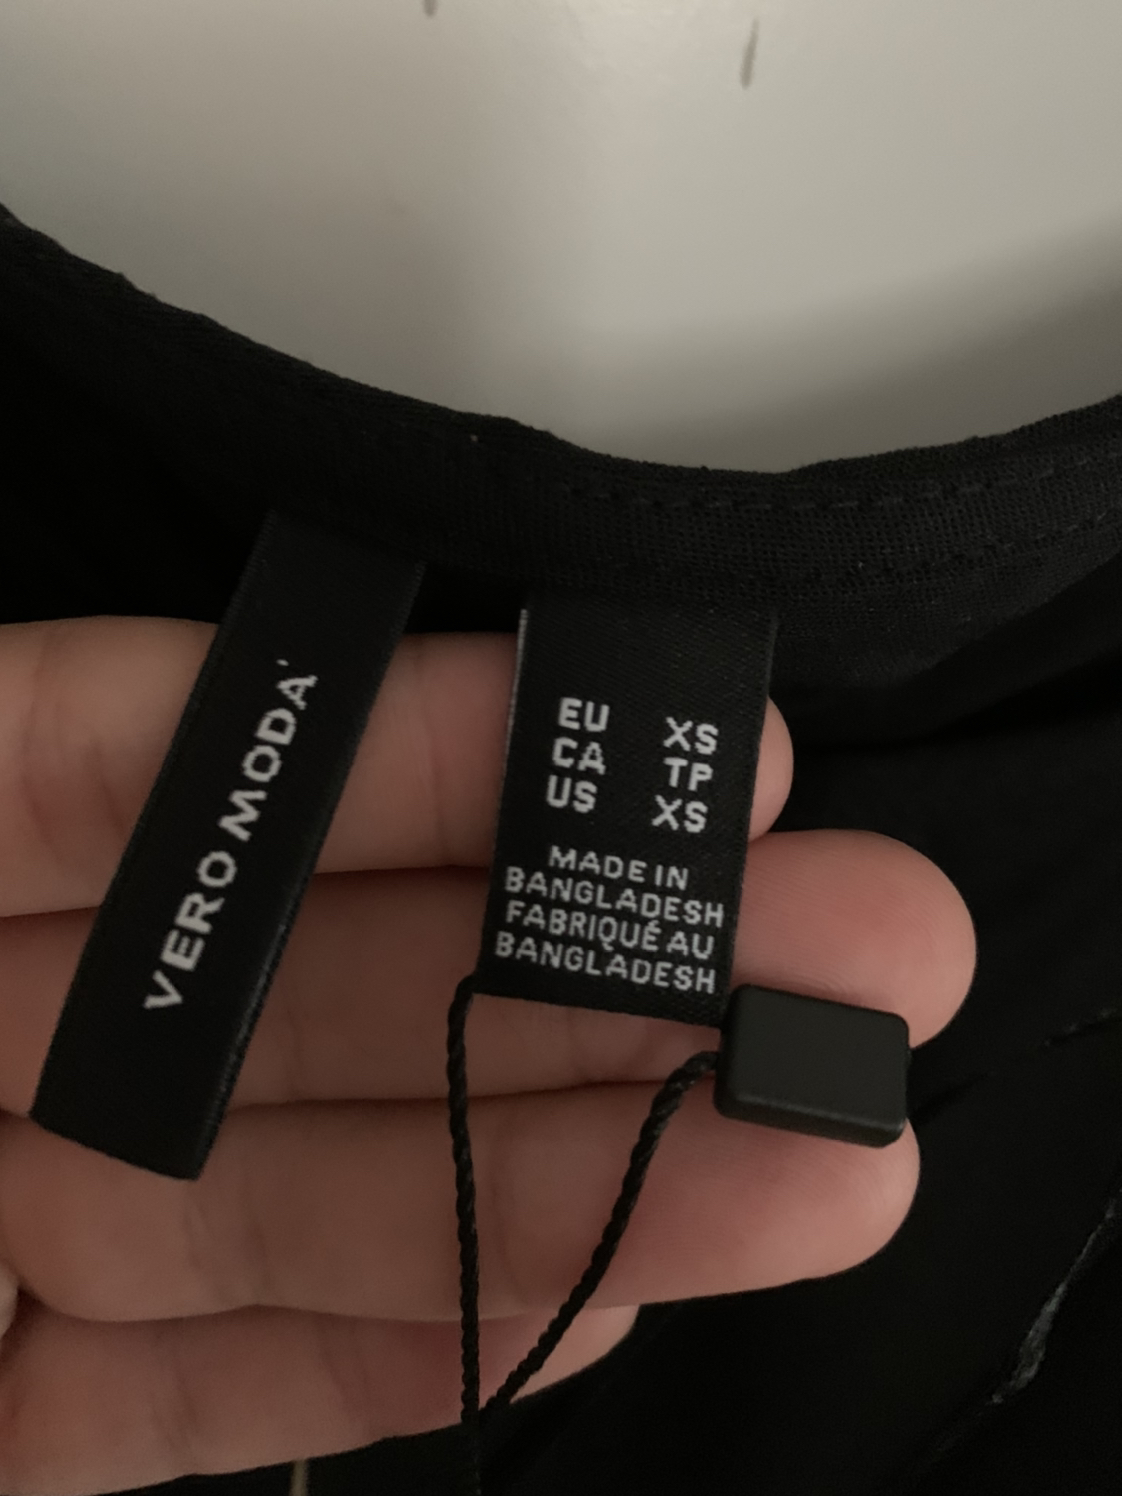 VERO MODA
EU XS
CA TP
US XS
MADE IN
BANGLADESH
FABRIQUÉ AU
BANGLADESH